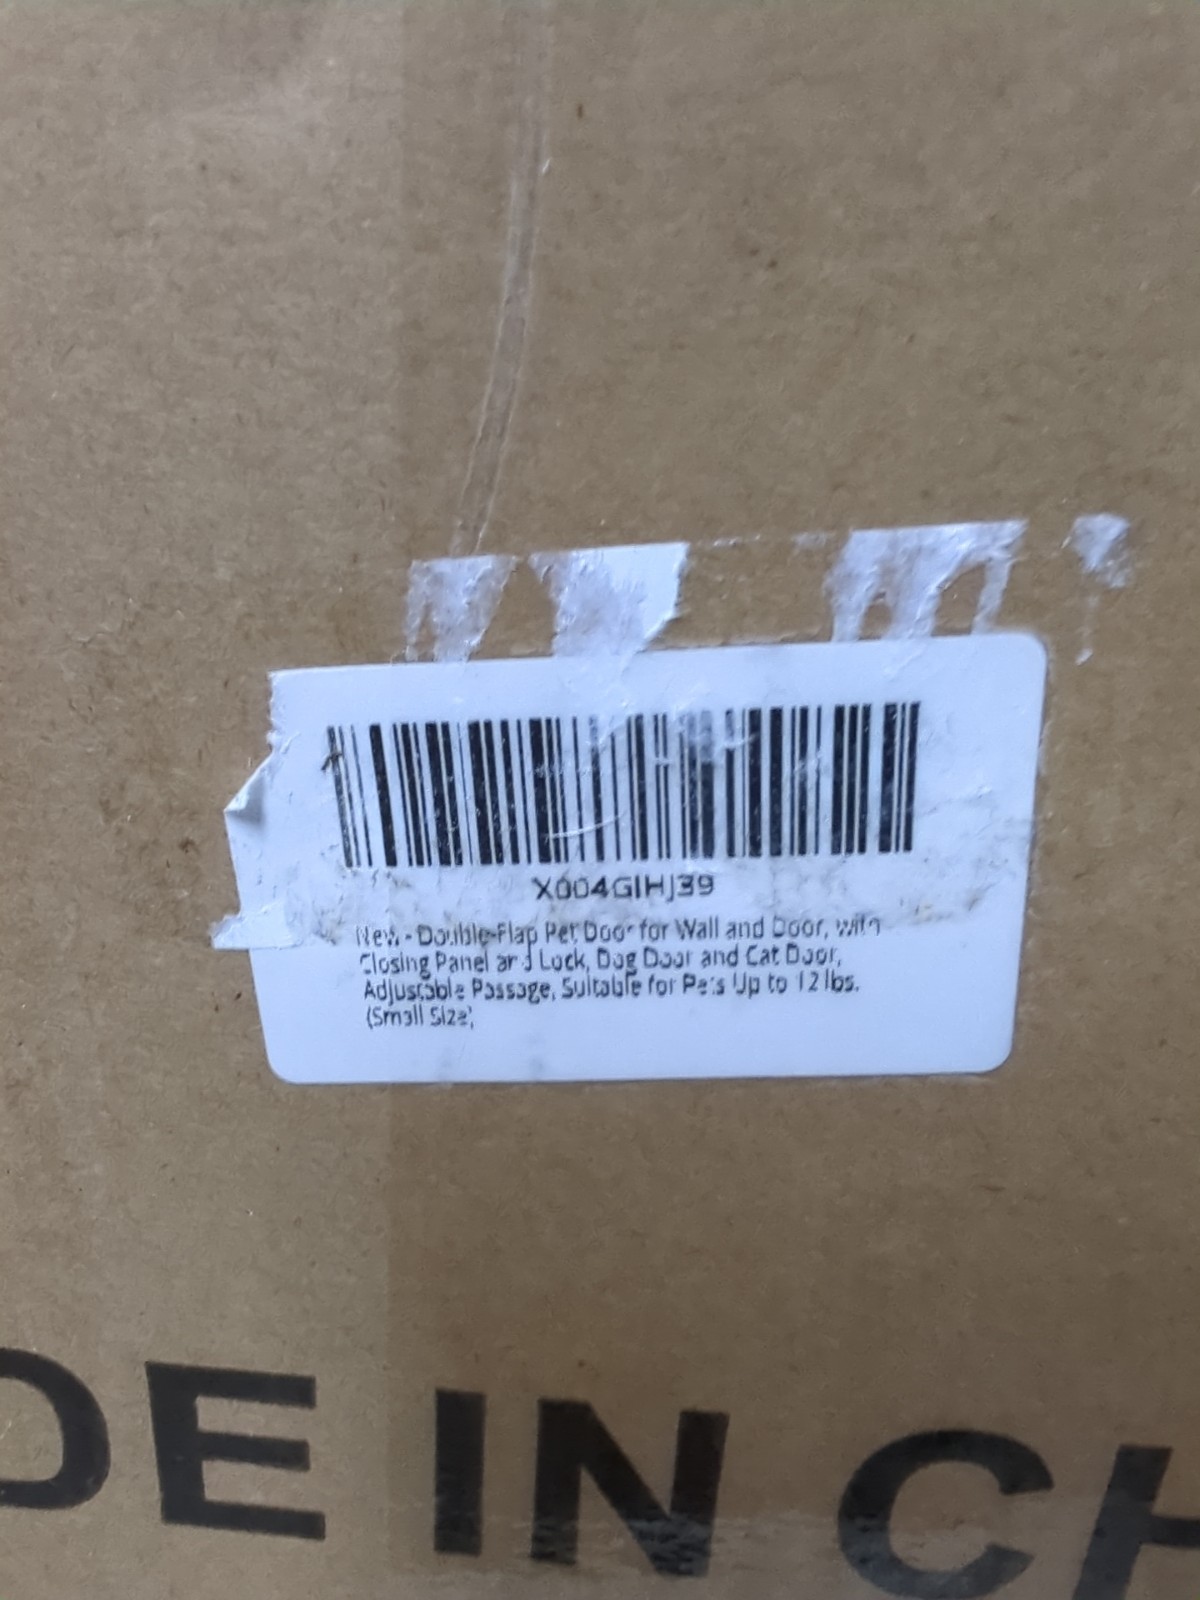 X004GIHJ39
New - Double-Flap Pet Door for Wall and Door, with
Closing Panel and Lock, Dog Door and Cat Door,
Adjustable Passage, Suitable for Pets Up to 12 lbs.
(Small Size)
DE IN CH